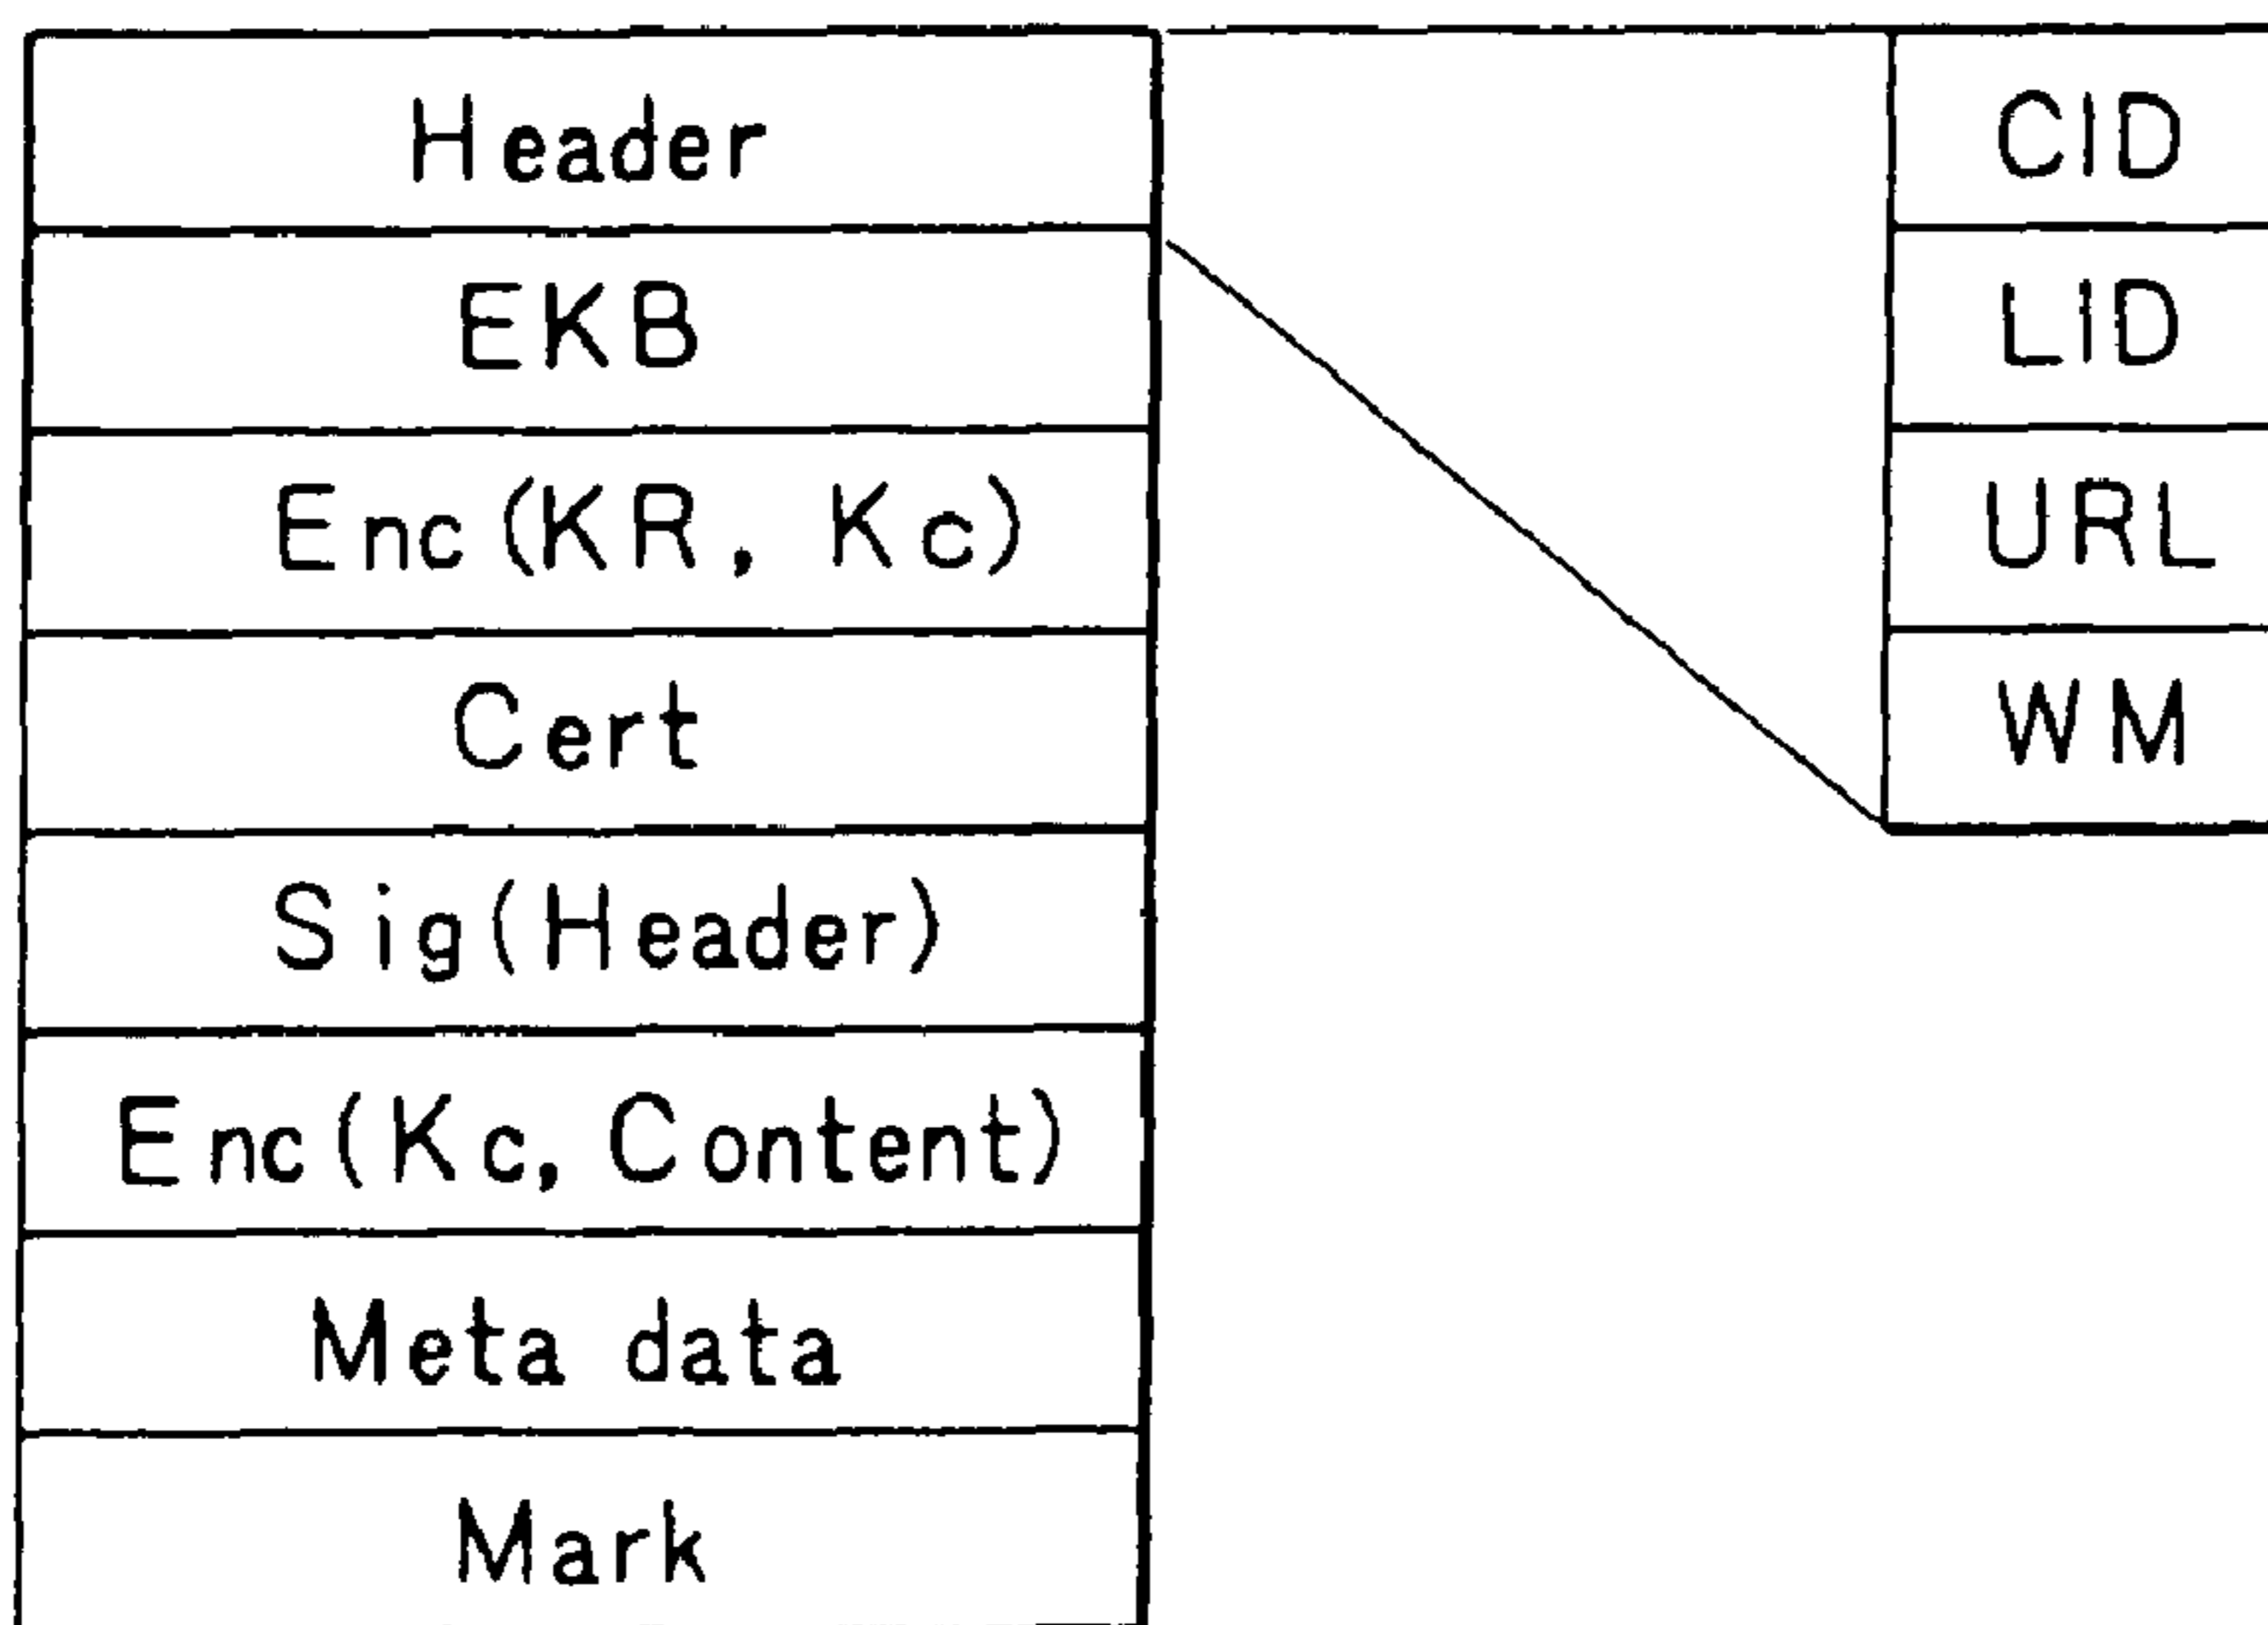 Header
EKB
Enc(KR, Kc)
Cert
Sig(Header)
Enc(Kc, Content)
Meta data
Mark
CID
LID
URL
WM